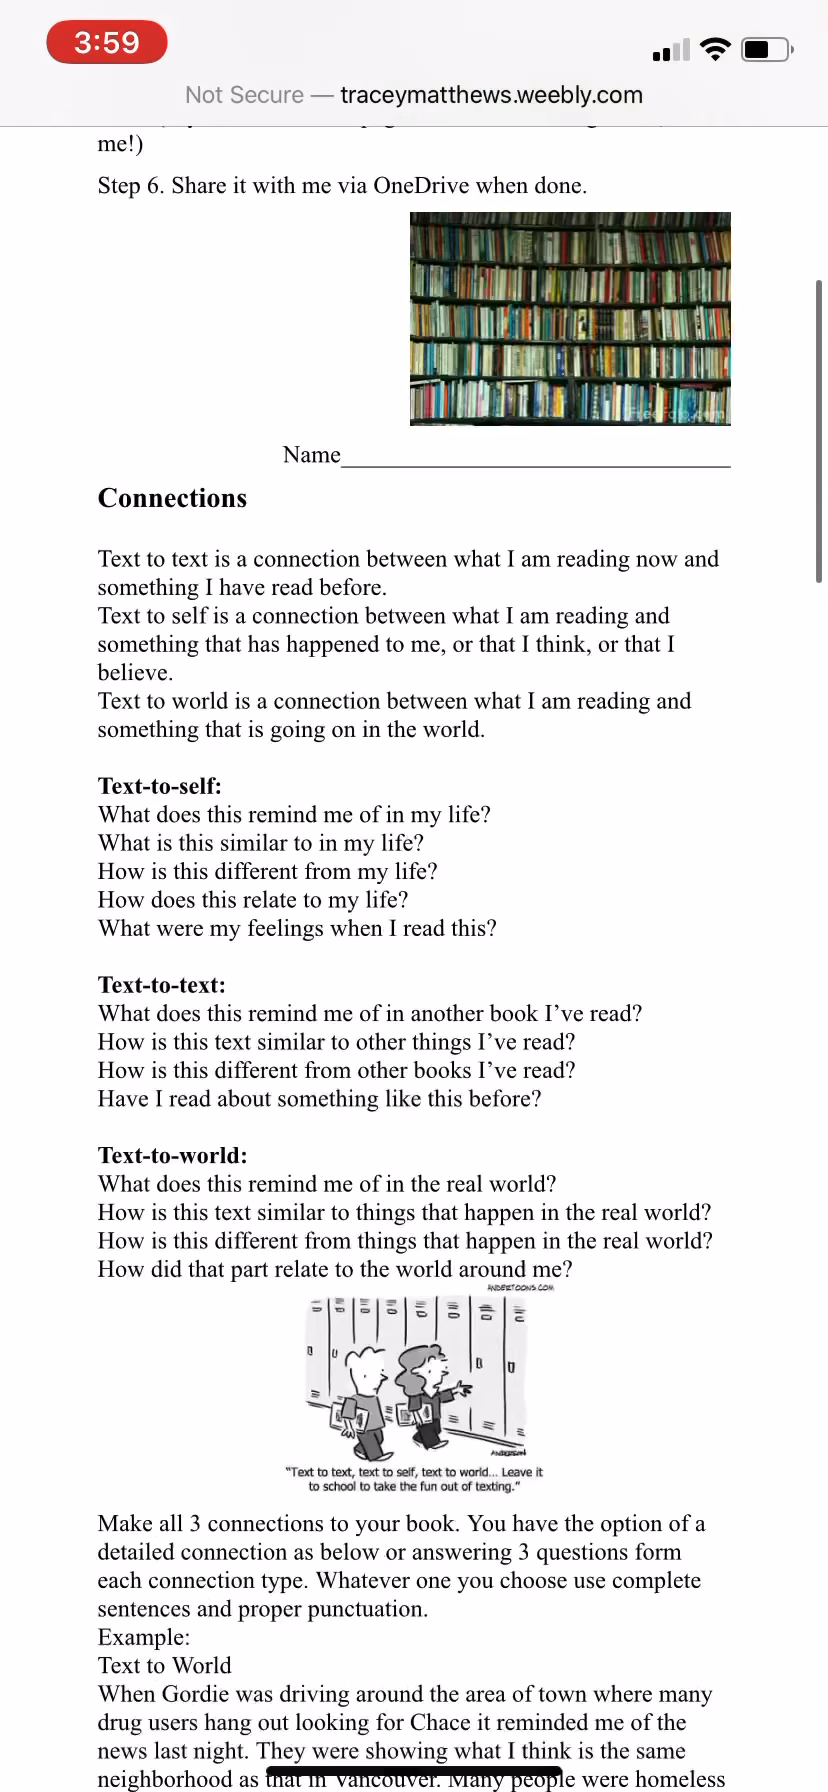 3:59
Not Secure — traceymatthews.weebly.com
me!)
Step 6. Share it with me via OneDrive when done.
FreeFoto.com
Name
Connections
Text to text is a connection between what I am reading now and
something I have read before.
Text to self is a connection between what I am reading and
something that has happened to me, or that I think, or that I
believe.
Text to world is a connection between what I am reading and
something that is going on in the world.
Text-to-self:
What does this remind me of in my life?
What is this similar to in my life?
How is this different from my life?
How does this relate to my life?
What were my feelings when I read this?
Text-to-text:
What does this remind me of in another book I’ve read?
How is this text similar to other things I’ve read?
How is this different from other books I’ve read?
Have I read about something like this before?
Text-to-world:
What does this remind me of in the real world?
How is this text similar to things that happen in the real world?
How is this different from things that happen in the real world?
How did that part relate to the world around me?
ANDERTOONS.COM
ANDERSON
"Text to text, text to self, text to world... Leave it
to school to take the fun out of texting."
Make all 3 connections to your book. You have the option of a
detailed connection as below or answering 3 questions form
each connection type. Whatever one you choose use complete
sentences and proper punctuation.
Example:
Text to World
When Gordie was driving around the area of town where many
drug users hang out looking for Chace it reminded me of the
news last night. They were showing what I think is the same
neighborhood as that in Vancouver. Many people were homeless